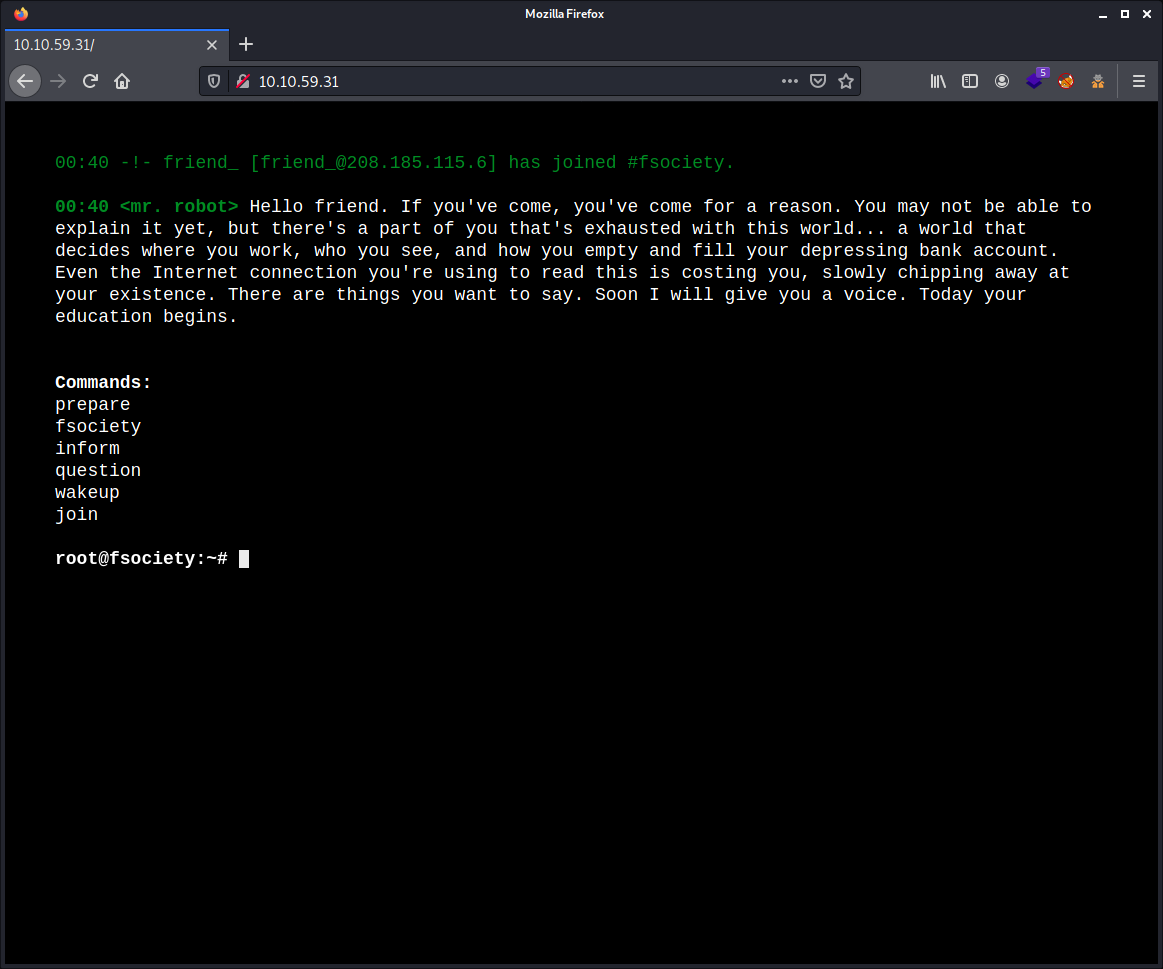 Mozilla Firefox
10.10.59.31/
10.10.59.31
5
00:40 -!- friend_ [friend_@208.185.115.6] has joined #fsociety.
00:40 <mr. robot> Hello friend. If you've come, you've come for a reason. You may not be able to
explain it yet, but there's a part of you that's exhausted with this world... a world that
decides where you work, who you see, and how you empty and fill your depressing bank account.
Even the Internet connection you're using to read this is costing you, slowly chipping away at
your existence. There are things you want to say. Soon I will give you a voice. Today your
education begins.
Commands:
prepare
fsociety
inform
question
wakeup
join
root@fsociety:~#